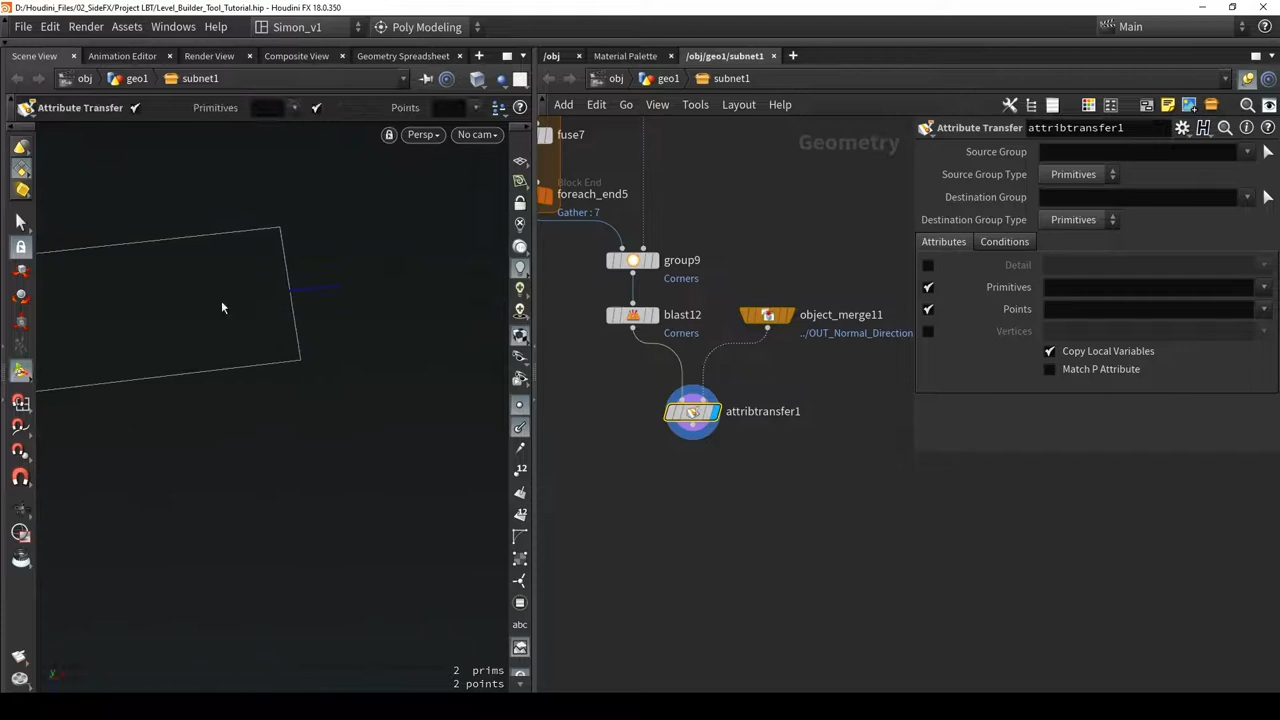 D:/Houdini_Files/02_SideFX/Project LBT/Level_Builder_Tool_Tutorial.hip - Houdini FX 18.0.350
File Edit Render Assets Windows Help Simon_v1 Poly Modeling Main
Scene View Animation Editor Render View Composite View Geometry Spreadsheet
obj geo1 subnet1
Attribute Transfer Primitives Points
Persp No cam
12
12
abc
2 prims
2 points
/obj Material Palette /obj/geo1/subnet1
obj geo1 subnet1
Add Edit Go View Tools Layout Help
Geometry
fuse7
Block End
foreach_end5
Gather : 7
group9
Corners
blast12
Corners
object_merge11
../OUT_Normal_Direction
attribtransfer1
Attribute Transfer attribtransfer1
Source Group
Source Group Type Primitives
Destination Group
Destination Group Type Primitives
Attributes Conditions
Detail
Primitives
Points
Vertices
Copy Local Variables
Match P Attribute